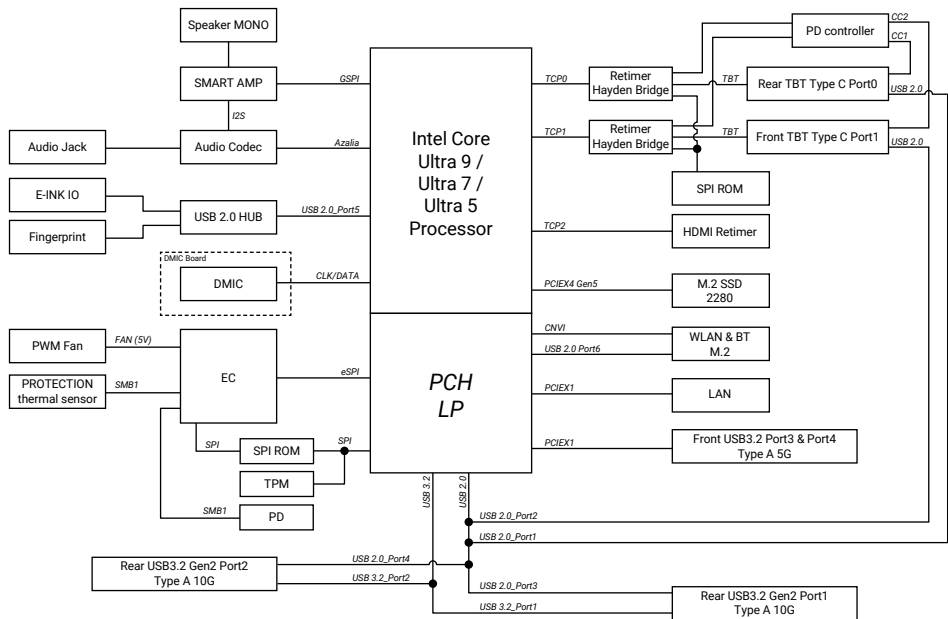 Speaker MONO
SMART AMP
GSPI
I2S
Audio Jack
Audio Codec
Azalia
E-INK IO
Fingerprint
USB 2.0 HUB
USB 2.0_Port5
DMIC Board
DMIC
CLK/DATA
PWM Fan
FAN (5V)
PROTECTION
thermal sensor
SMB1
EC
eSPI
SPI
SPI ROM
SPI
TPM
SMB1
PD
Intel Core
Ultra 9 /
Ultra 7 /
Ultra 5
Processor
PCH
LP
TCP0
Retimer
Hayden Bridge
TBT
PD controller
CC2
CC1
Rear TBT Type C Port0
USB 2.0
TCP1
Retimer
Hayden Bridge
TBT
Front TBT Type C Port1
USB 2.0
SPI ROM
TCP2
HDMI Retimer
PCIEX4 Gen5
M.2 SSD
2280
CNVI
USB 2.0 Port6
WLAN & BT
M.2
PCIEX1
LAN
PCIEX1
Front USB3.2 Port3 & Port4
Type A 5G
USB 3.2
USB 2.0
USB 2.0_Port2
USB 2.0_Port1
Rear USB3.2 Gen2 Port2
Type A 10G
USB 2.0_Port4
USB 3.2_Port2
USB 2.0_Port3
USB 3.2_Port1
Rear USB3.2 Gen2 Port1
Type A 10G